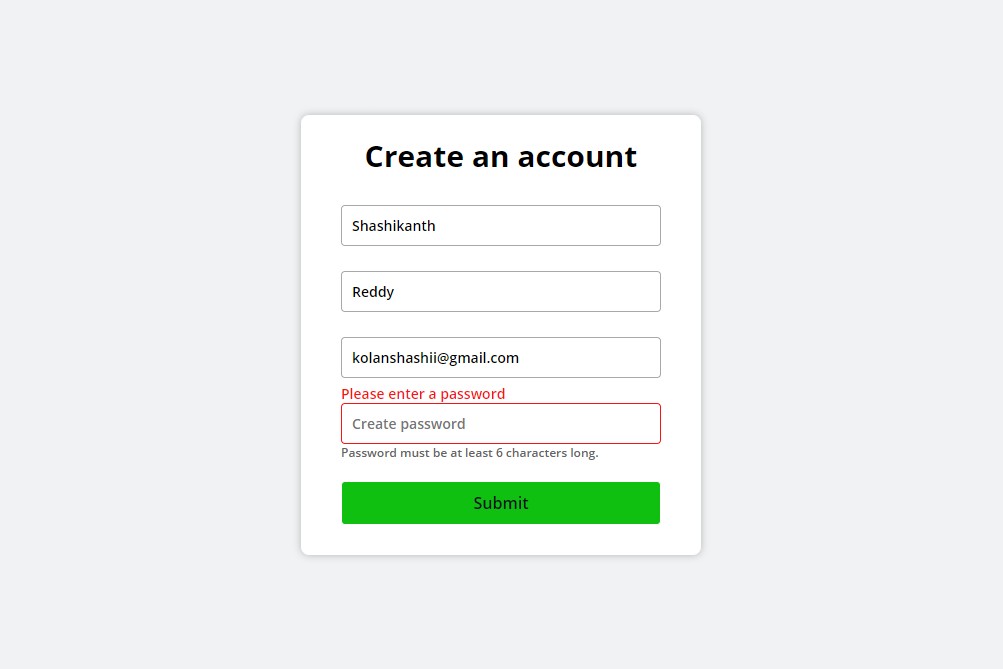 Create an account
Shashikanth
Reddy
kolanshashii@gmail.com
Please enter a password
Create password
Password must be at least 6 characters long.
Submit